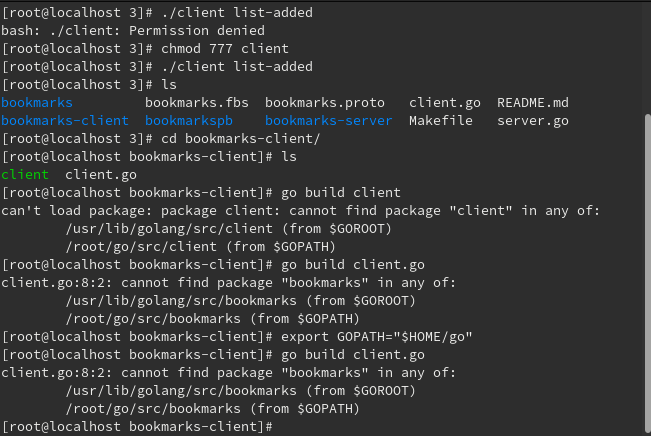 [root@localhost 3]# ./client list-added
bash: ./client: Permission denied
[root@localhost 3]# chmod 777 client
[root@localhost 3]# ./client list-added
[root@localhost 3]# ls
bookmarks         bookmarks.fbs  bookmarks.proto   client.go  README.md
bookmarks-client  bookmarkspb    bookmarks-server  Makefile   server.go
[root@localhost 3]# cd bookmarks-client/
[root@localhost bookmarks-client]# ls
client  client.go
[root@localhost bookmarks-client]# go build client
can't load package: package client: cannot find package "client" in any of:
        /usr/lib/golang/src/client (from $GOROOT)
        /root/go/src/client (from $GOPATH)
[root@localhost bookmarks-client]# go build client.go
client.go:8:2: cannot find package "bookmarks" in any of:
        /usr/lib/golang/src/bookmarks (from $GOROOT)
        /root/go/src/bookmarks (from $GOPATH)
[root@localhost bookmarks-client]# export GOPATH="$HOME/go"
[root@localhost bookmarks-client]# go build client.go
client.go:8:2: cannot find package "bookmarks" in any of:
        /usr/lib/golang/src/bookmarks (from $GOROOT)
        /root/go/src/bookmarks (from $GOPATH)
[root@localhost bookmarks-client]#